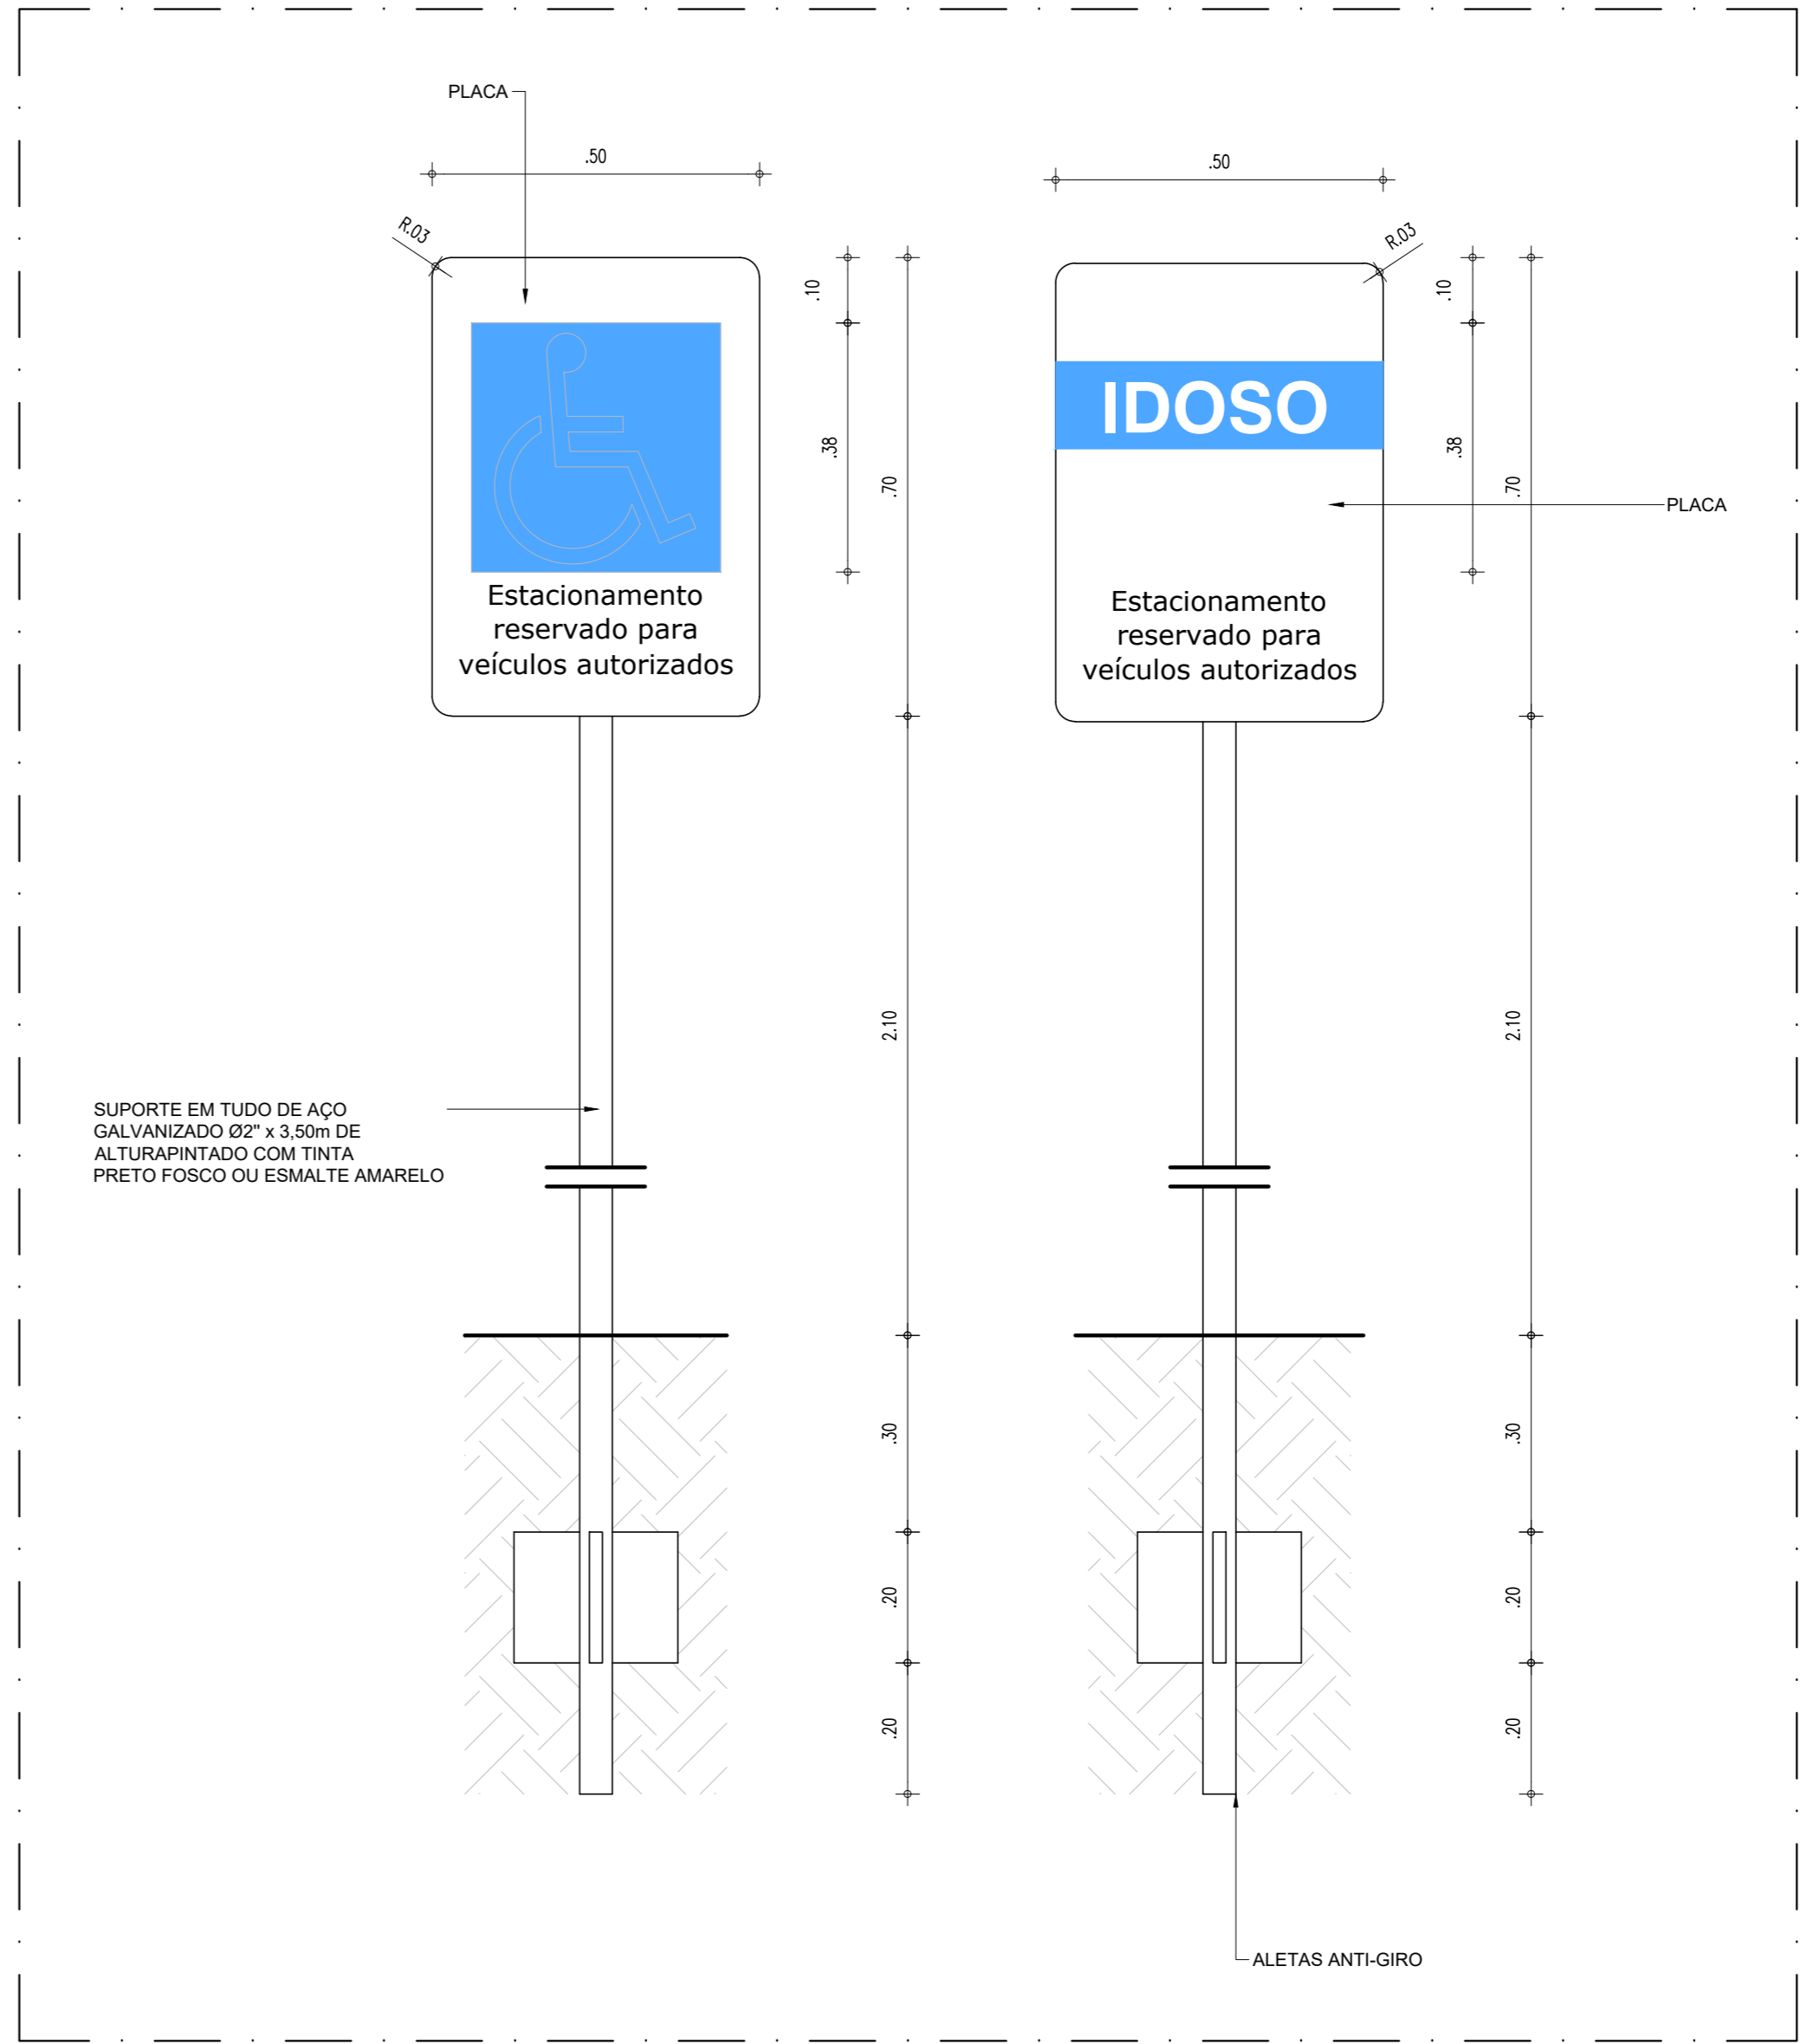 PLACA
.50
.50
R.03
R.03
.10
.10
IDOSO
.38
.38
.70
.70
PLACA
Estacionamento
reservado para
veículos autorizados
Estacionamento
reservado para
veículos autorizados
2.10
2.10
SUPORTE EM TUDO DE AÇO
GALVANIZADO Ø2" x 3,50m DE
ALTURAPINTADO COM TINTA
PRETO FOSCO OU ESMALTE AMARELO
.30
.30
.20
.20
.20
.20
ALETAS ANTI-GIRO